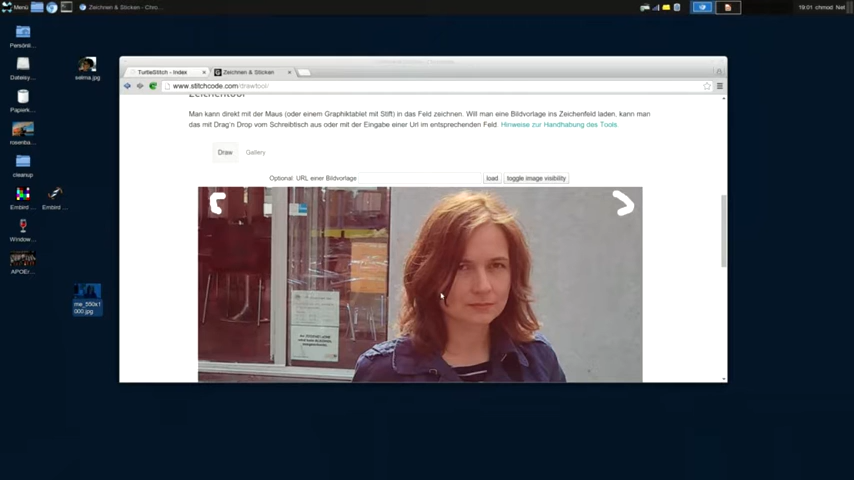 Menü
Zeichnen & Sticken - Chro...
19:01 chmod Net
Persönl...
Dateisy...
selma.jpg
Papierk...
rosenba...
cleanup
Embird ...
Embird ...
Window...
APOEr...
me_550x1
000.jpg
TurtleStitch - Index
Zeichnen & Sticken
www.stitchcode.com/drawtool/
Zeichentool
Man kann direkt mit der Maus (oder einem Graphiktablet mit Stift) in das Feld zeichnen. Will man eine Bildvorlage ins Zeichenfeld laden, kann man
das mit Drag'n Drop vom Schreibtisch aus oder mit der Eingabe einer Url im entsprechenden Feld. Hinweise zur Handhabung des Tools.
Draw
Gallery
Optional: URL einer Bildvorlage
load
toggle image visibility